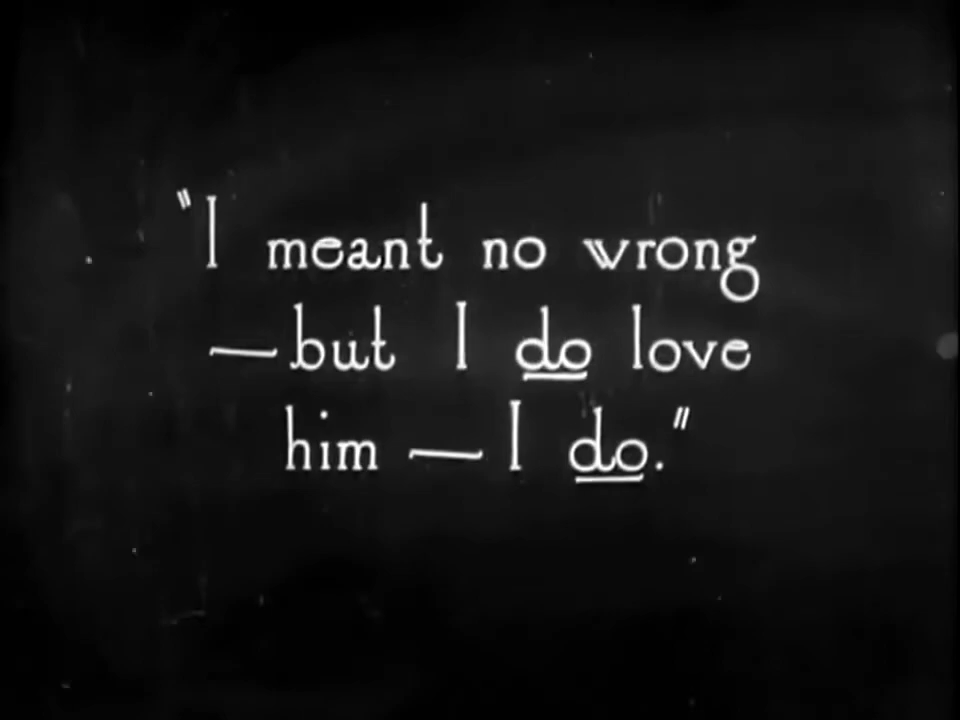 "I meant no wrong
—but I do love
him — I do."